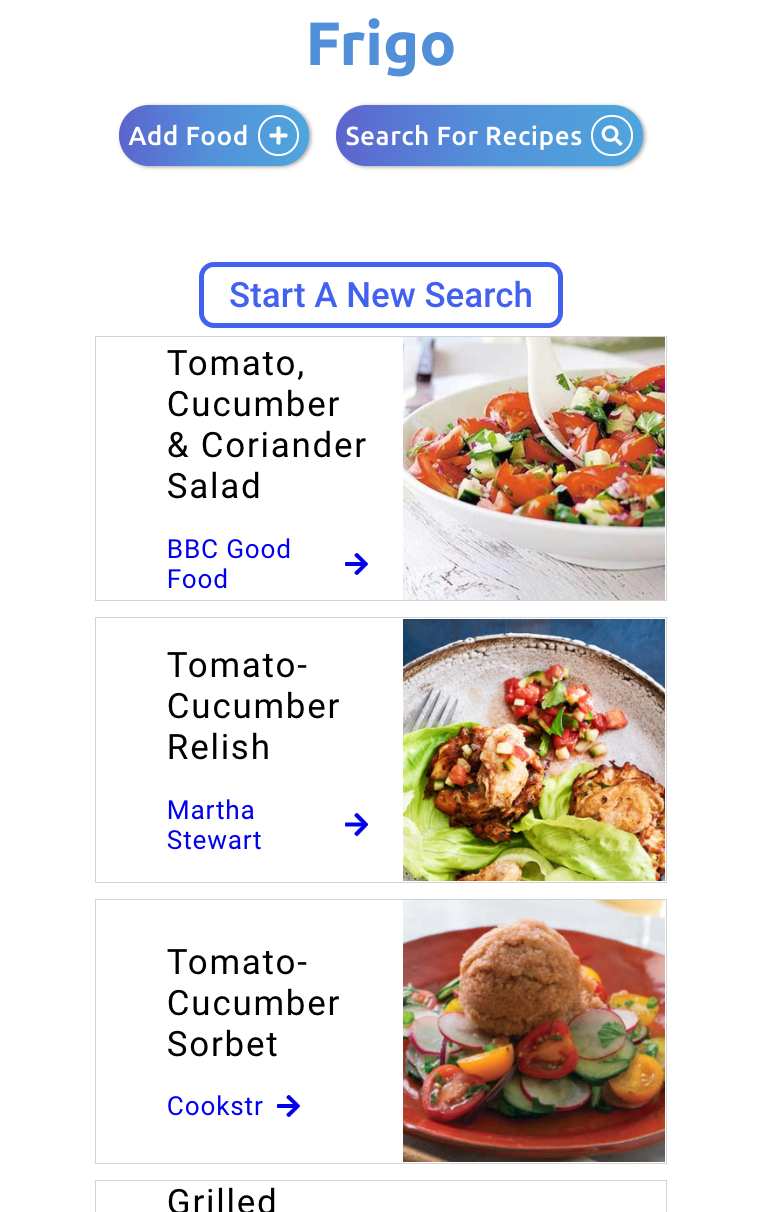 Frigo
Add Food
Search For Recipes
Start A New Search
Tomato,
Cucumber
& Coriander
Salad
BBC Good
Food
Tomato-
Cucumber
Relish
Martha
Stewart
Tomato-
Cucumber
Sorbet
Cookstr
Grilled